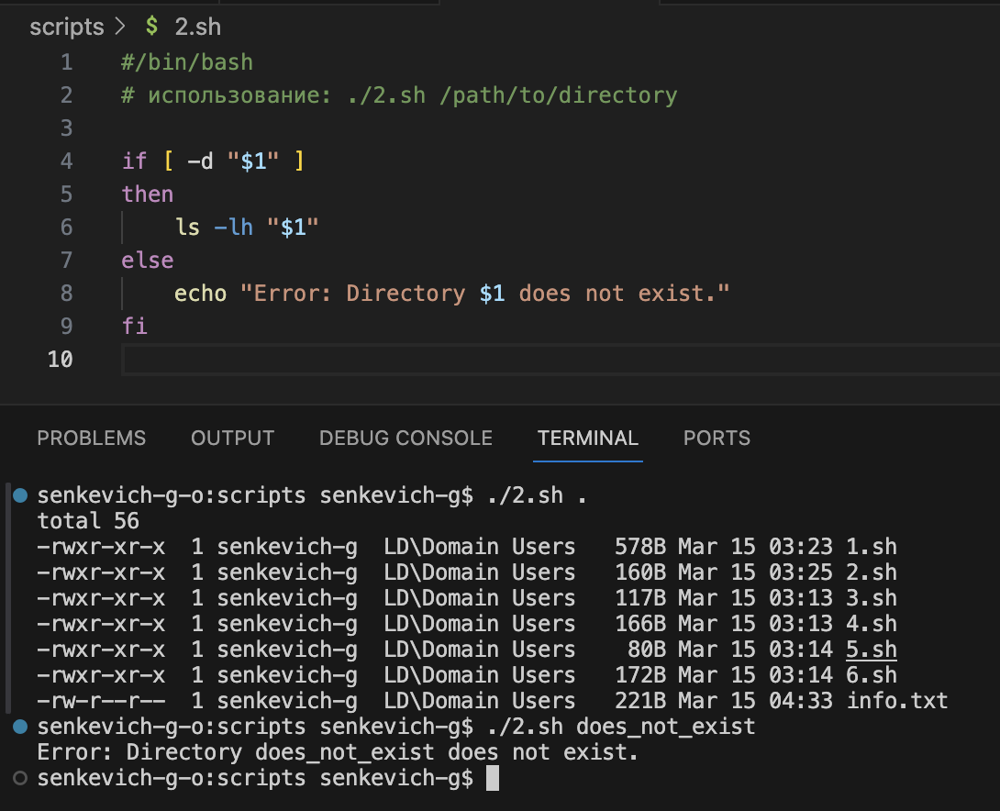 scripts > $ 2.sh
1 #/bin/bash
2 # использование: ./2.sh /path/to/directory
3
4 if [ -d "$1" ]
5 then
6 ls -lh "$1"
7 else
8 echo "Error: Directory $1 does not exist."
9 fi
10
PROBLEMS OUTPUT DEBUG CONSOLE TERMINAL PORTS
senkevich-g-o:scripts senkevich-g$ ./2.sh .
total 56
-rwxr-xr-x 1 senkevich-g LD\Domain Users 578B Mar 15 03:23 1.sh
-rwxr-xr-x 1 senkevich-g LD\Domain Users 160B Mar 15 03:25 2.sh
-rwxr-xr-x 1 senkevich-g LD\Domain Users 117B Mar 15 03:13 3.sh
-rwxr-xr-x 1 senkevich-g LD\Domain Users 166B Mar 15 03:13 4.sh
-rwxr-xr-x 1 senkevich-g LD\Domain Users 80B Mar 15 03:14 5.sh
-rwxr-xr-x 1 senkevich-g LD\Domain Users 172B Mar 15 03:14 6.sh
-rw-r--r-- 1 senkevich-g LD\Domain Users 221B Mar 15 04:33 info.txt
senkevich-g-o:scripts senkevich-g$ ./2.sh does_not_exist
Error: Directory does_not_exist does not exist.
senkevich-g-o:scripts senkevich-g$